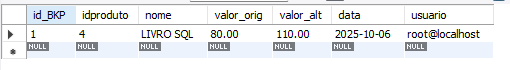 id_BKP idproduto nome valor_orig valor_alt data usuario
1 4 LIVRO SQL 80.00 110.00 2025-10-06 root@localhost
NULL NULL NULL NULL NULL NULL NULL